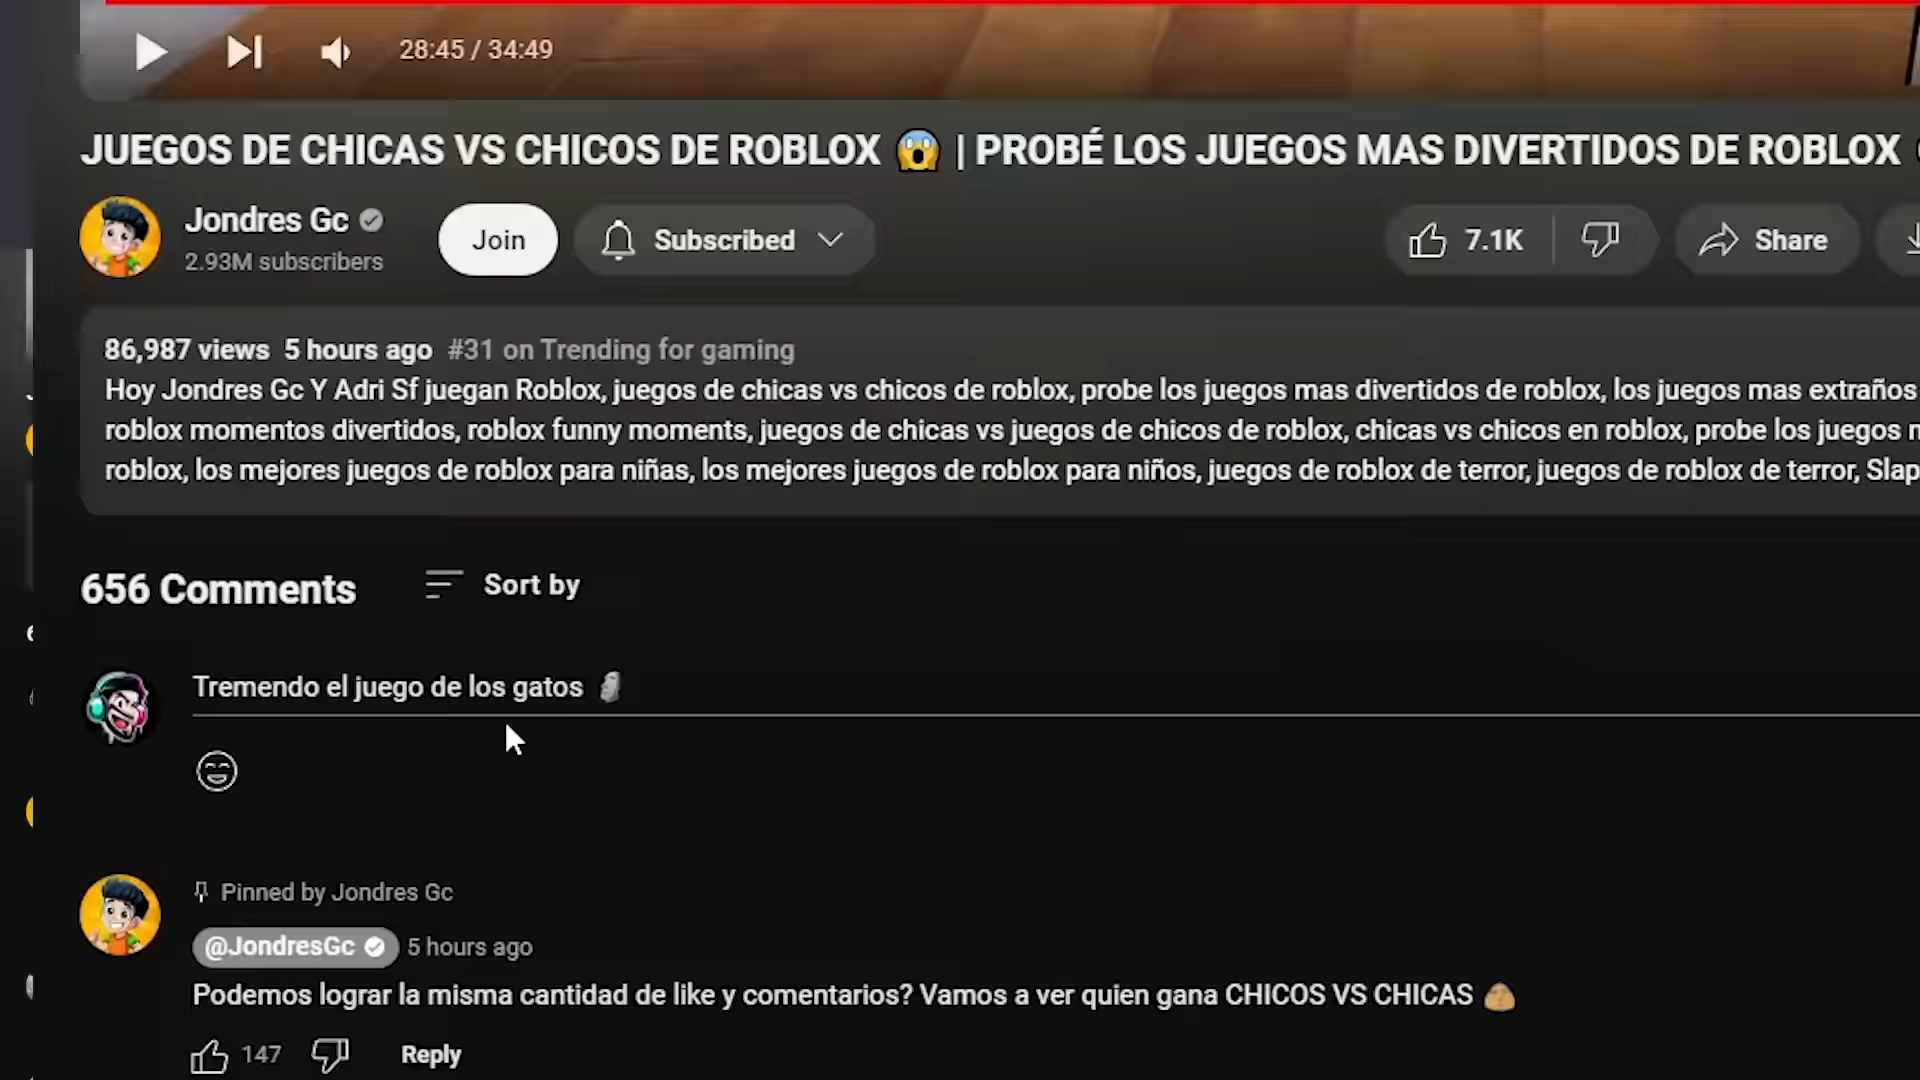 28:45 / 34:49
JUEGOS DE CHICAS VS CHICOS DE ROBLOX 😱 | PROBÉ LOS JUEGOS MAS DIVERTIDOS DE ROBLOX
Jondres Gc
2.93M subscribers
Join
Subscribed
7.1K
Share
86,987 views 5 hours ago #31 on Trending for gaming
Hoy Jondres Gc Y Adri Sf juegan Roblox, juegos de chicas vs chicos de roblox, probe los juegos mas divertidos de roblox, los juegos mas extraños
roblox momentos divertidos, roblox funny moments, juegos de chicas vs juegos de chicos de roblox, chicas vs chicos en roblox, probe los juegos
roblox, los mejores juegos de roblox para niñas, los mejores juegos de roblox para niños, juegos de roblox de terror, juegos de roblox de terror, Slap
656 Comments
Sort by
Tremendo el juego de los gatos 🗿
Pinned by Jondres Gc
@JondresGc 5 hours ago
Podemos lograr la misma cantidad de like y comentarios? Vamos a ver quien gana CHICOS VS CHICAS
147
Reply